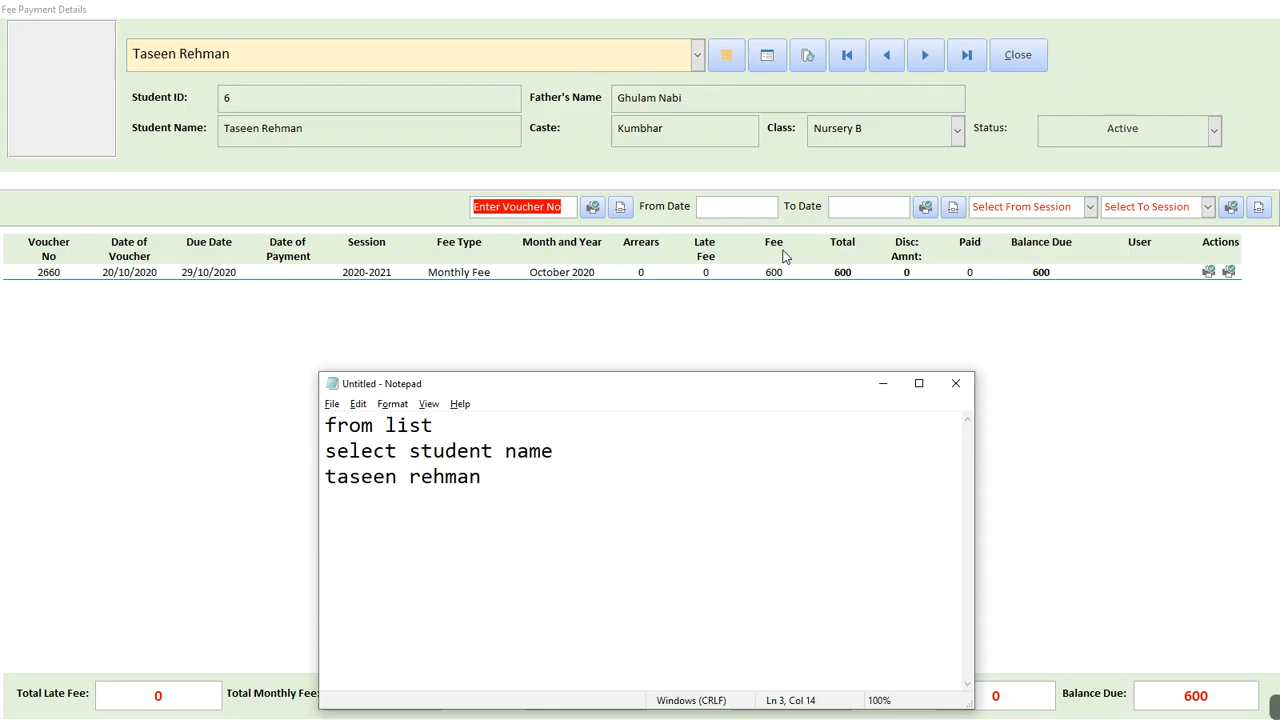 Fee Payment Details
Taseen Rehman
Close
Student ID: 6 Father's Name Ghulam Nabi
Student Name: Taseen Rehman Caste: Kumbhar Class: Nursery B Status: Active
Enter Voucher No From Date To Date Select From Session Select To Session
Voucher No Date of Voucher Due Date Date of Payment Session Fee Type Month and Year Arrears Late Fee Fee Total Disc: Amnt: Paid Balance Due User Actions
2660 20/10/2020 29/10/2020 2020-2021 Monthly Fee October 2020 0 0 600 600 0 0 600
Untitled - Notepad
File Edit Format View Help
from list
select student name
taseen rehman
Windows (CRLF) Ln 3, Col 14 100%
Total Late Fee: 0 Total Monthly Fee: 0 Balance Due: 600